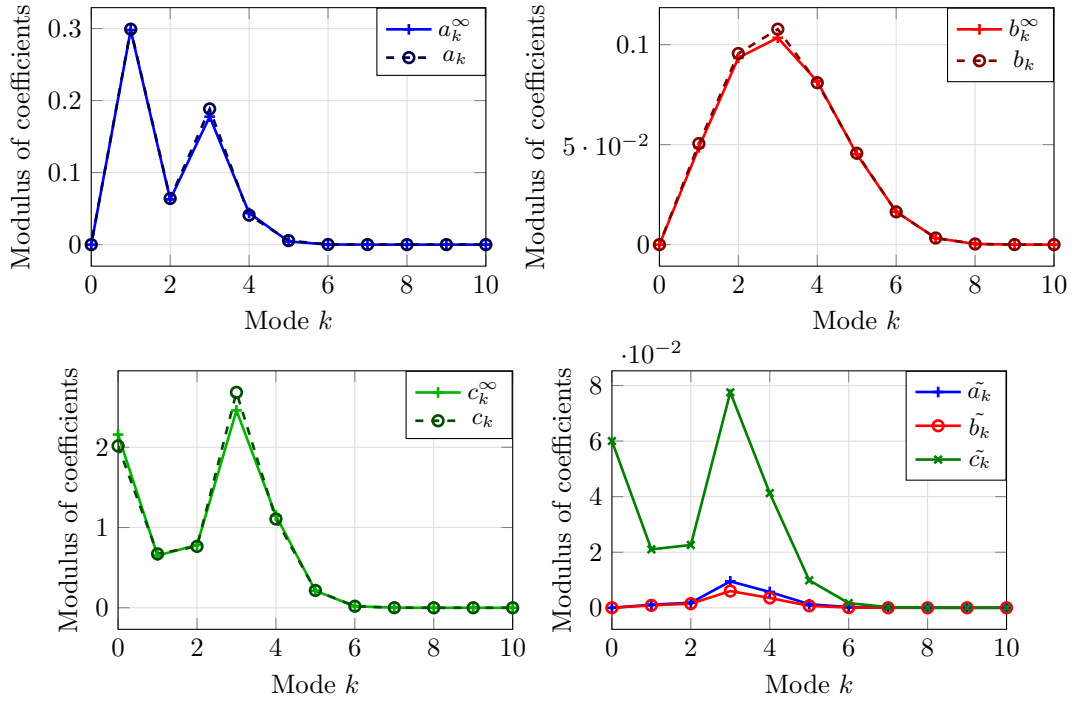 Modulus of coefficients
0.3
0.2
0.1
0
0 2 4 6 8 10
Mode k
a_k^∞
a_k
Modulus of coefficients
0.1
5 · 10^{-2}
0
0 2 4 6 8 10
Mode k
b_k^∞
b_k
Modulus of coefficients
2
1
0
0 2 4 6 8 10
Mode k
c_k^∞
c_k
·10^{-2}
Modulus of coefficients
8
6
4
2
0
0 2 4 6 8 10
Mode k
ã_k
b̃_k
c̃_k